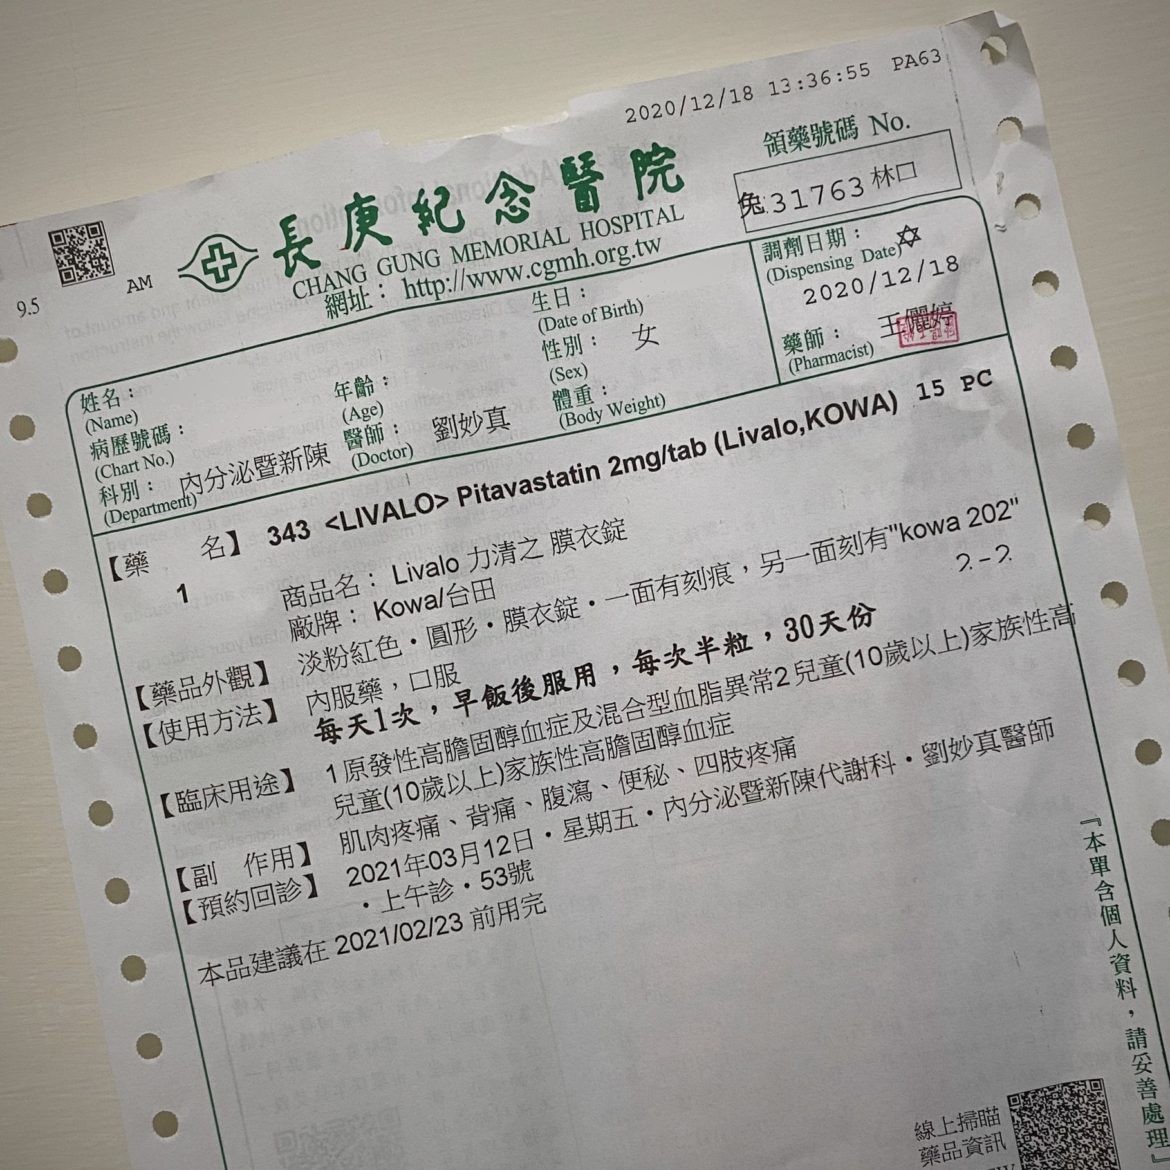 2020/12/18 13:36:55 PA63
領藥號碼 No.
兔:31763 林口
9.5
AM
長庚紀念醫院
CHANG GUNG MEMORIAL HOSPITAL
網址：http://www.cgmh.org.tw
調劑日期：
(Dispensing Date)
2020/12/18
藥師：
(Pharmacist)
生日：
(Date of Birth)
性別：女
(Sex)
體重：
(Body Weight)
姓名：
(Name)
年齡：
(Age)
病歷號碼：
(Chart No.)
醫師：劉妙真
(Doctor)
科別：內分泌暨新陳
(Department)
【藥 名】 343 <LIVALO> Pitavastatin 2mg/tab (Livalo,KOWA) 15 PC
1 商品名：Livalo 力清之 膜衣錠
廠牌：Kowa/台田
【藥品外觀】 淡粉紅色・圓形・膜衣錠・一面有刻痕，另一面刻有"kowa 202"
2-2
【使用方法】 內服藥，口服
每天1次，早飯後服用，每次半粒，30天份
【臨床用途】 1原發性高膽固醇血症及混合型血脂異常2兒童(10歲以上)家族性高
兒童(10歲以上)家族性高膽固醇血症
【副 作用】 肌肉疼痛、背痛、腹瀉、便秘、四肢疼痛
【預約回診】 2021年03月12日・星期五・內分泌暨新陳代謝科・劉妙真醫師
・上午診・53號
本品建議在 2021/02/23 前用完
『本單含個人資料，請妥善處理』
線上掃瞄
藥品資訊